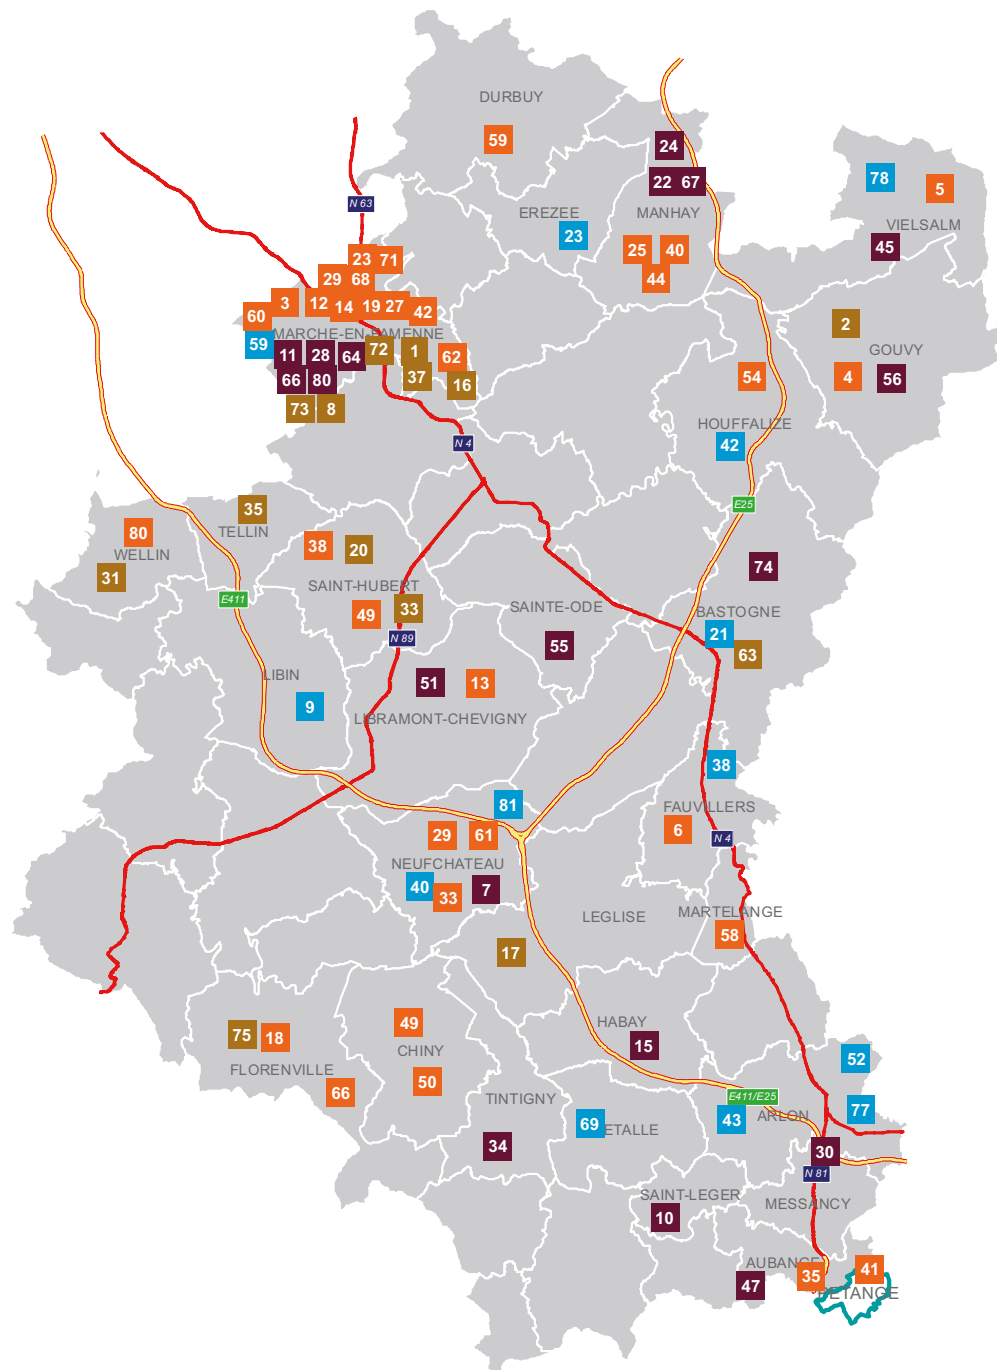 DURBUY
59
24
78
5
22 67
N 63
EREZEE
MANHAY
VIELSALM
23
45
25
40
23 71
29 68
44
3
12
14
19
27
42
60
2
MARCHE-EN-FAMENNE
59
11
28
64
72
1
62
GOUVY
66
80
37
16
54
4
56
73
8
HOUFFALIZE
N 4
42
E25
35
TELLIN
80
WELLIN
38
20
31
74
SAINT-HUBERT
E411
49
33
SAINTE-ODE
BASTOGNE
N 89
21
55
63
LIBIN
51
13
9
LIBRAMONT-CHEVIGNY
38
81
FAUVILLERS
29
61
6
N 4
NEUFCHATEAU
40
33
7
LEGLISE
MARTELANGE
58
17
49
HABAY
75
18
15
CHINY
52
FLORENVILLE
50
66
TINTIGNY
E411/E25
77
69
ETALLE
43
ARLON
34
30
N 81
SAINT-LEGER
MESSANCY
10
AUBANGE
41
35
47
PETANGE